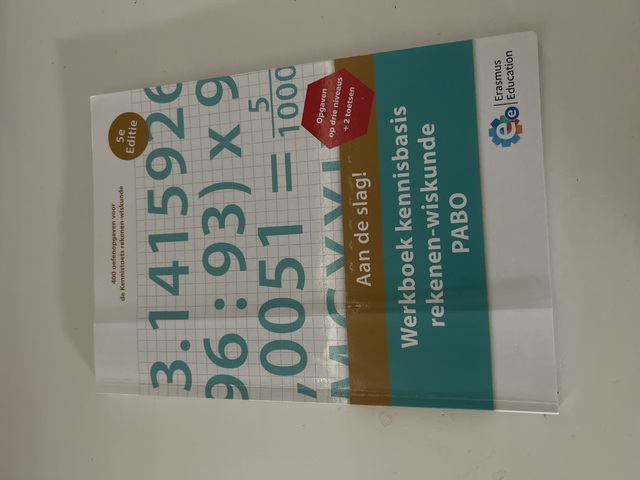 400 oefenopgaven voor
de Kennistoets rekenen-wiskunde
5e
Editie
3.1415926
96 : 93) x 9
,0051 = 5
1000
Opgaven
op drie niveaus
+ 2 toetsen
Aan de slag!
Werkboek kennisbasis
rekenen-wiskunde
PABO
ee
Erasmus
Education